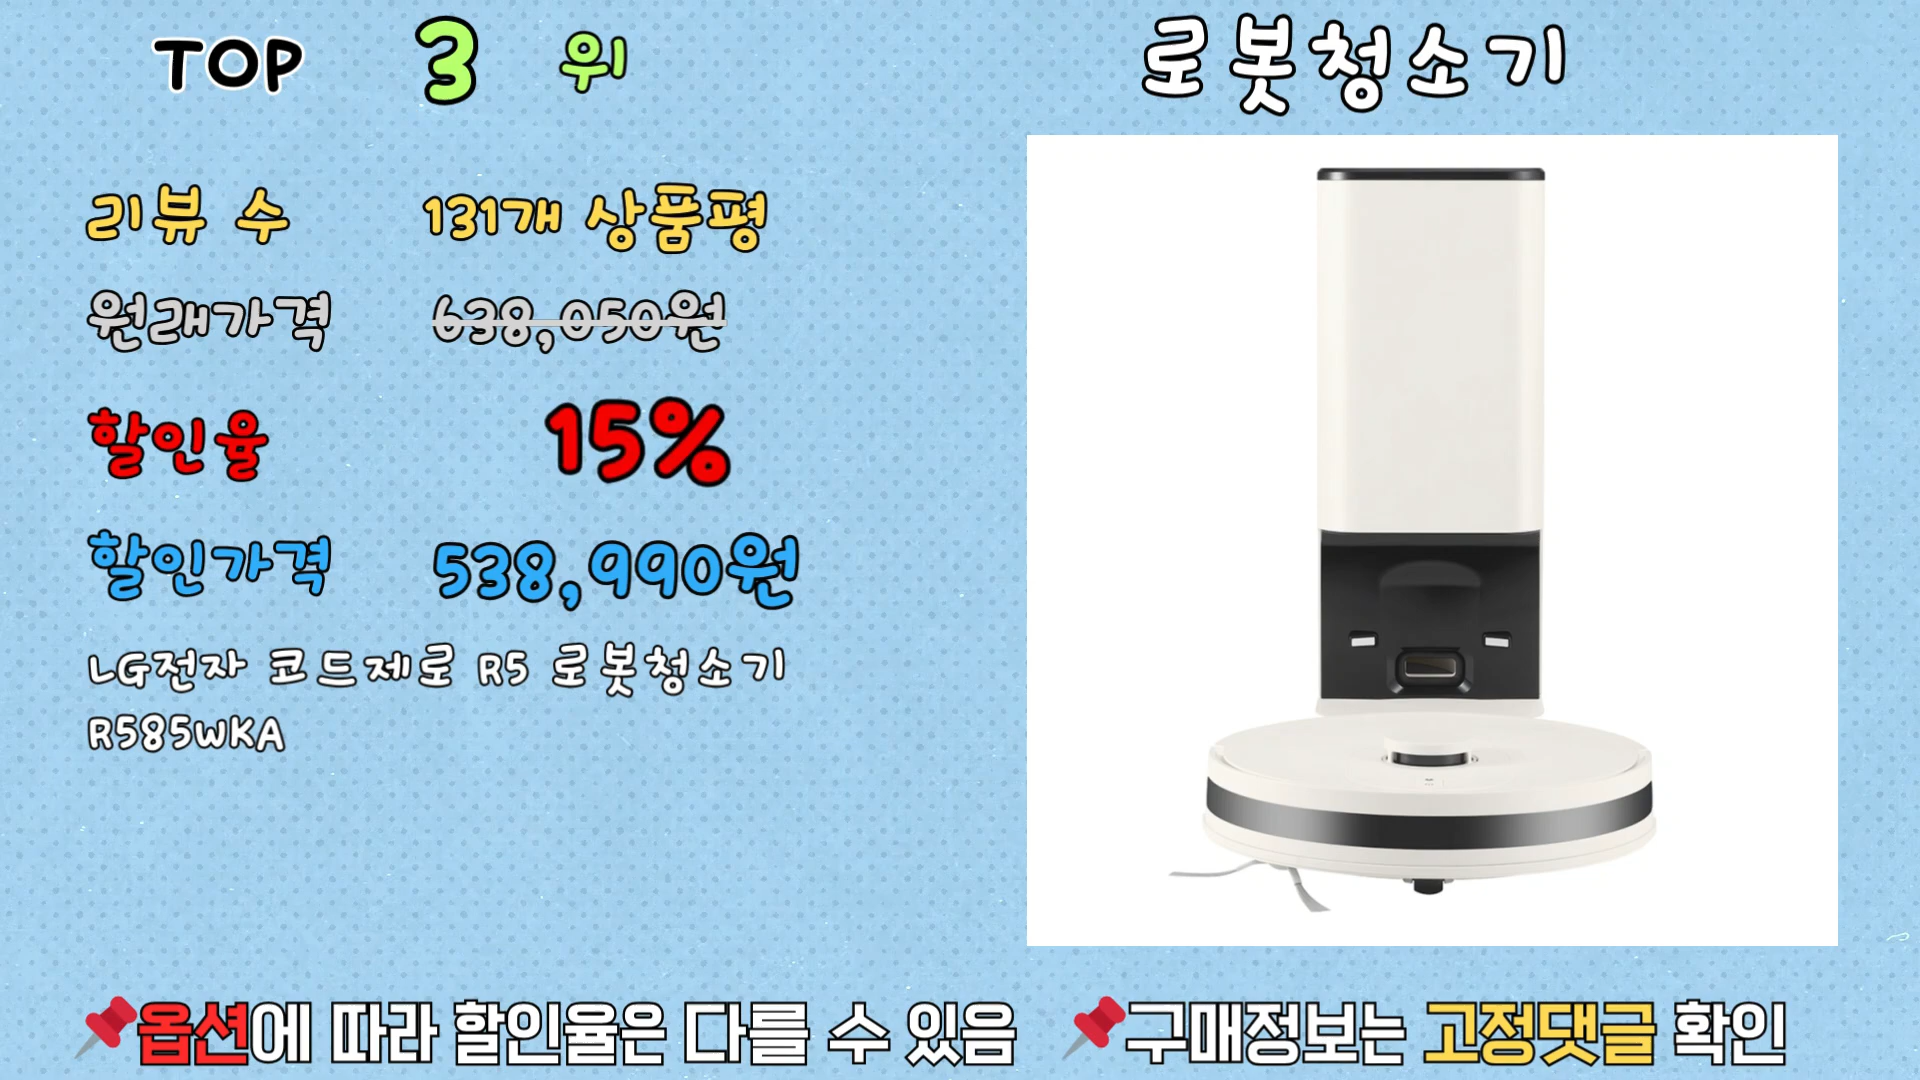 TOP 3 위
로봇청소기
리뷰 수 131개 상품평
원래가격 638,050원
할인율 15%
할인가격 538,990원
LG전자 코드제로 R5 로봇청소기
R585WKA
📌옵션에 따라 할인율은 다를 수 있음 📌구매정보는 고정댓글 확인